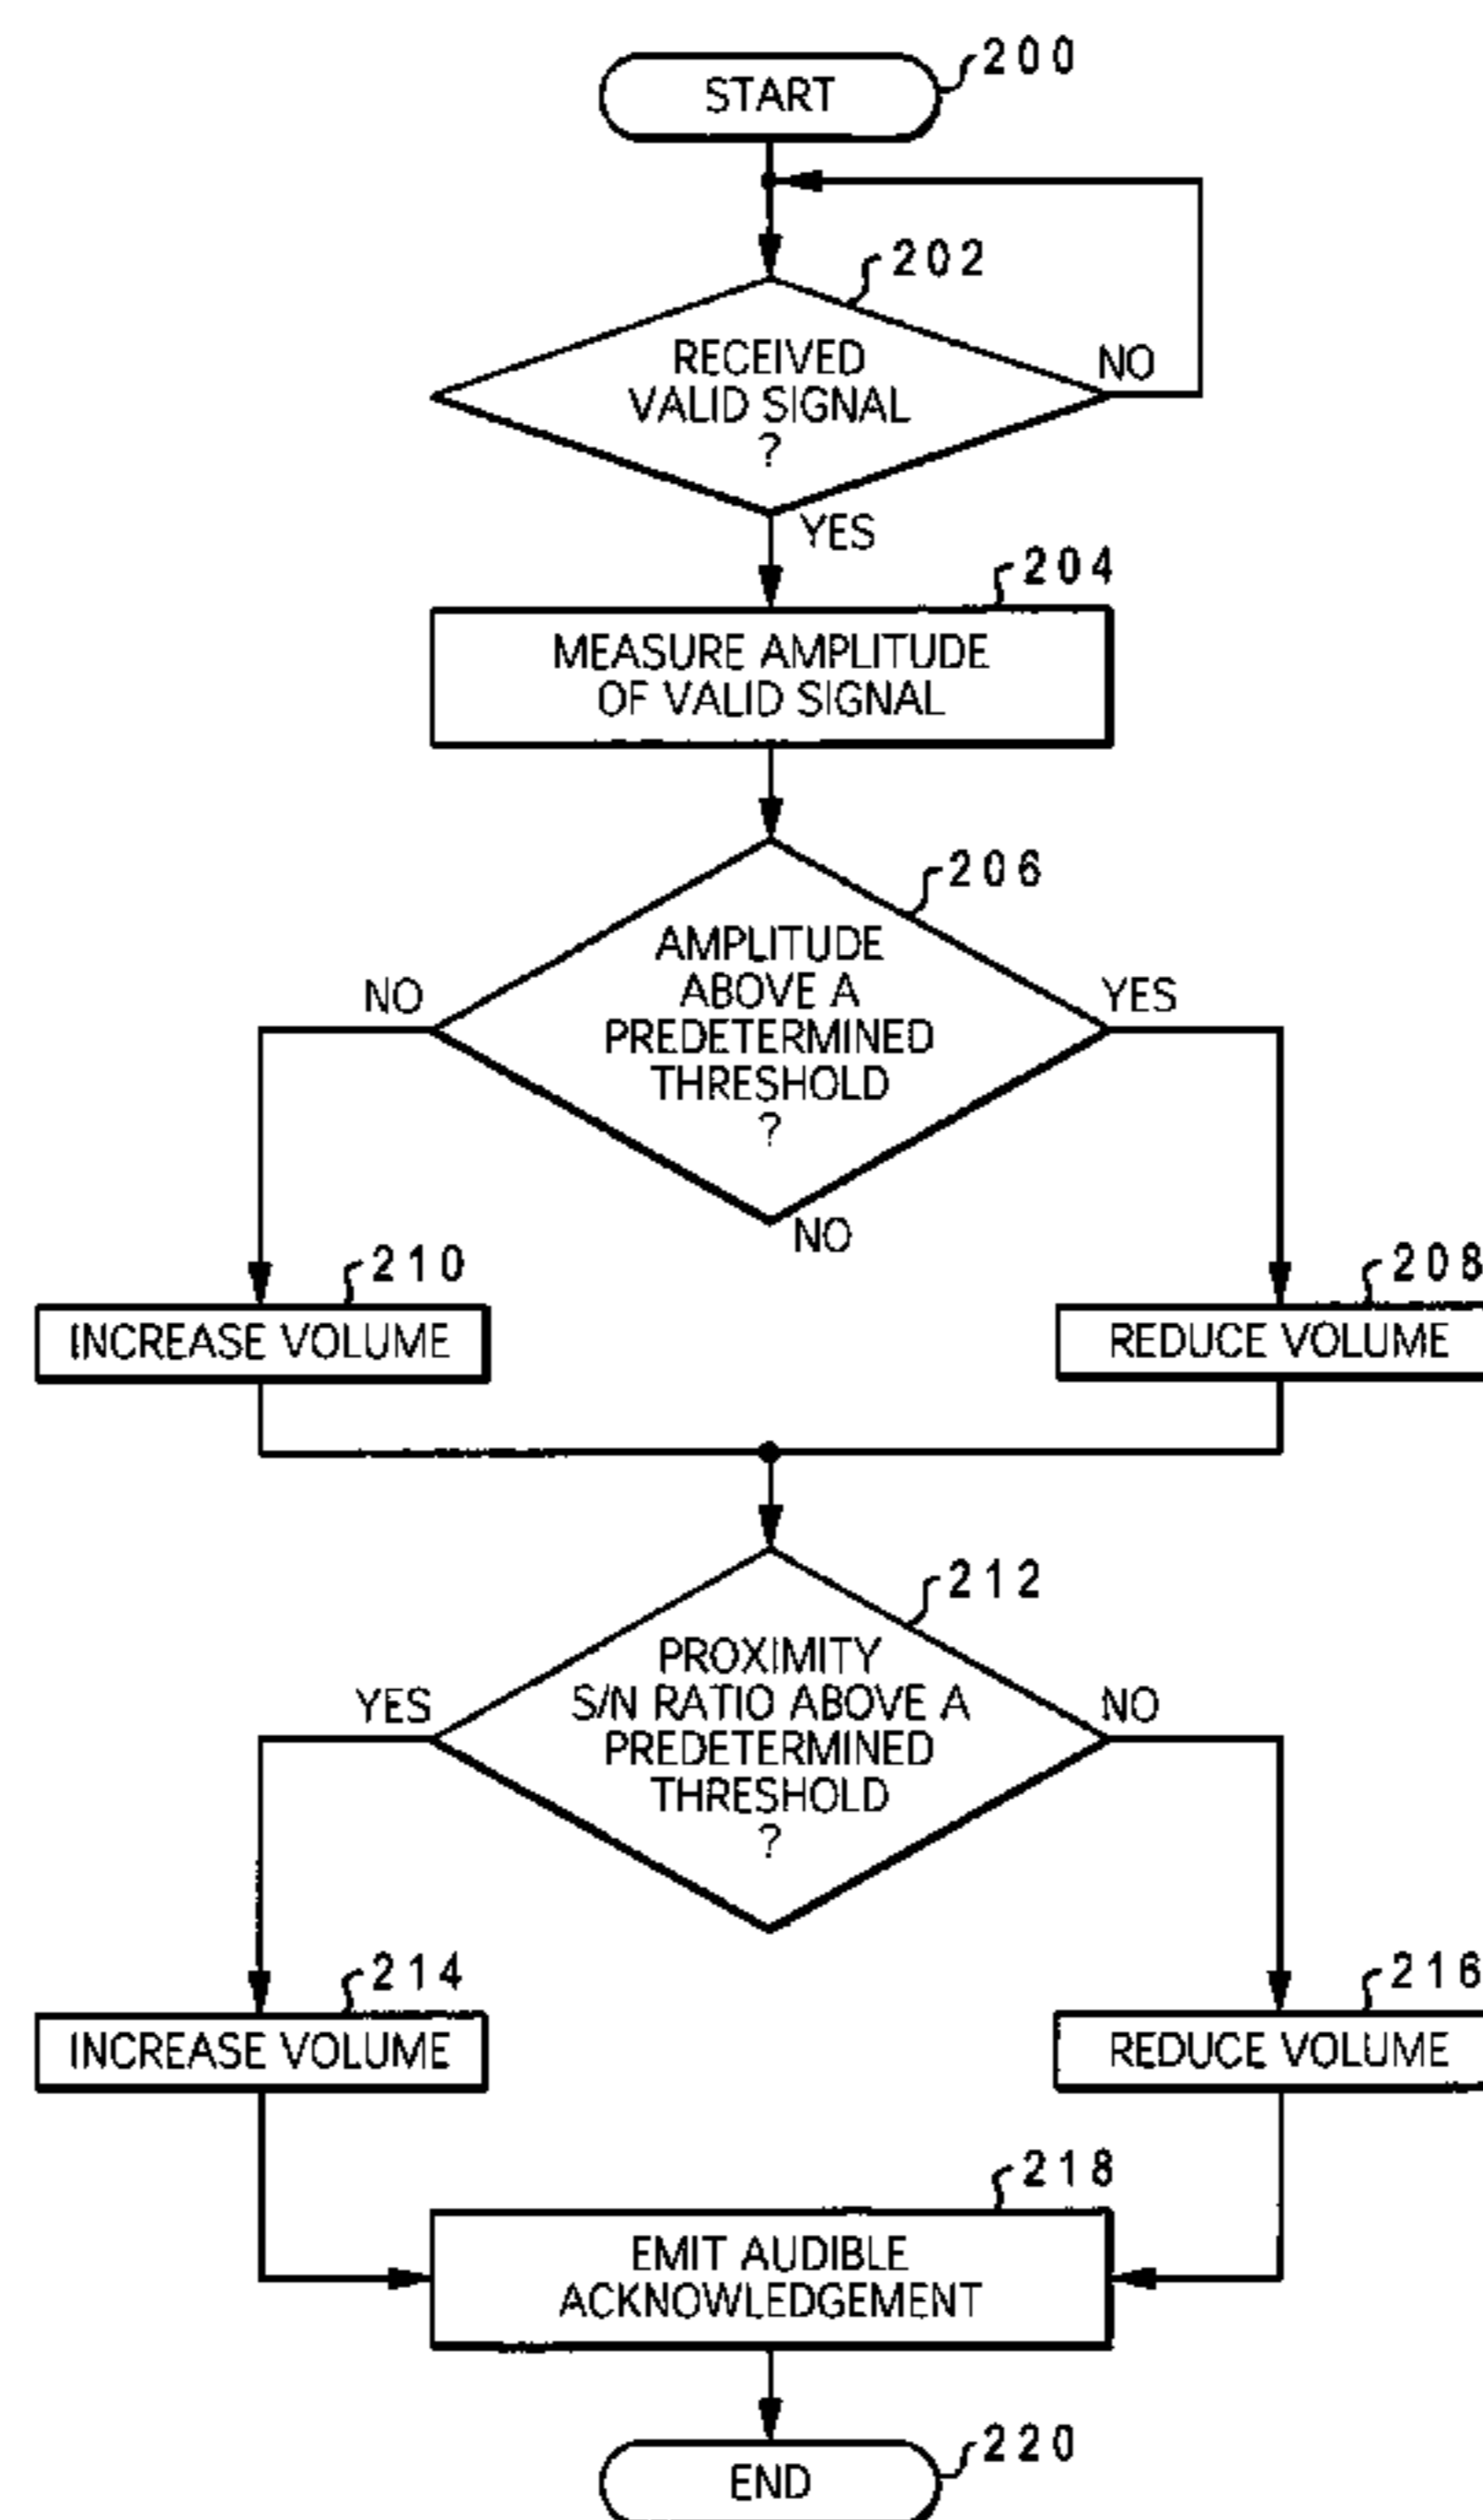 START
200
202
RECEIVED
VALID SIGNAL
?
NO
YES
204
MEASURE AMPLITUDE
OF VALID SIGNAL
206
AMPLITUDE
ABOVE A
PREDETERMINED
THRESHOLD
?
NO
YES
NO
210
INCREASE VOLUME
208
REDUCE VOLUME
212
PROXIMITY
S/N RATIO ABOVE A
PREDETERMINED
THRESHOLD
?
YES
NO
214
INCREASE VOLUME
216
REDUCE VOLUME
218
EMIT AUDIBLE
ACKNOWLEDGEMENT
220
END